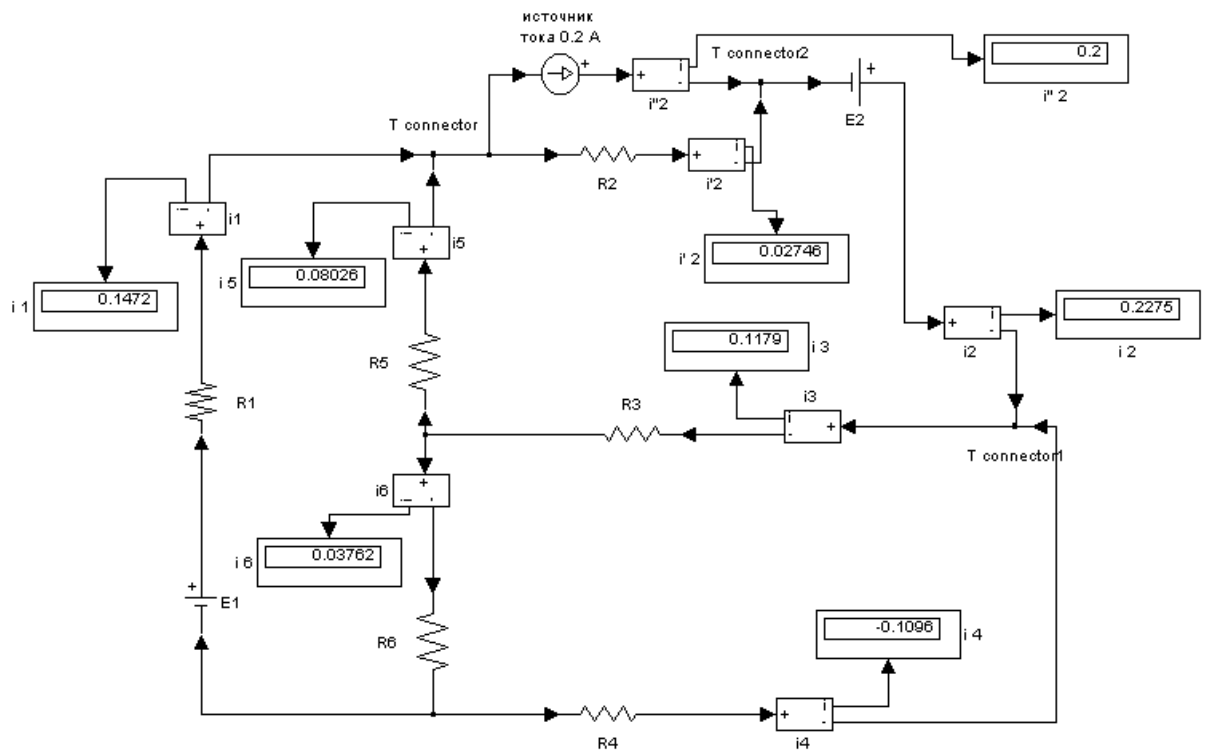 источник
тока 0.2 А
T connector2
0.2
i"2
i" 2
E2
T connector
R2
i'2
i1
i5
0.02746
i' 2
i 5
0.08026
i 1
0.1472
0.2275
i2
i 2
0.1179
i 3
R5
R1
R3
i3
T connector1
i6
i 6
0.03762
E1
-0.1096
i 4
R6
R4
i4